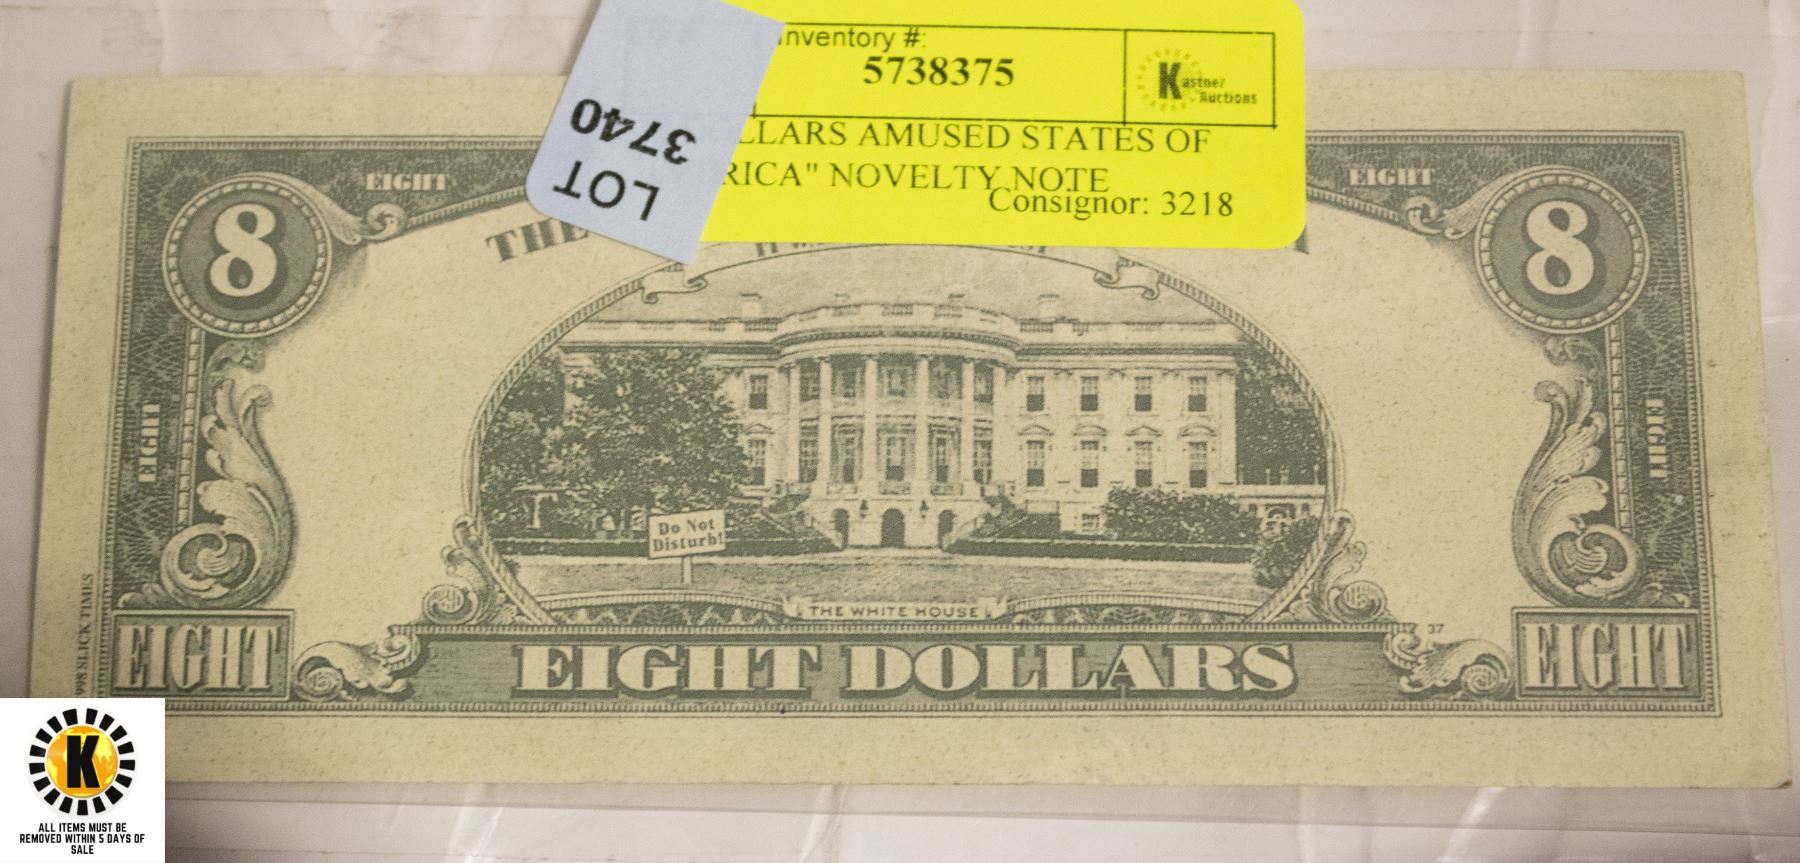 Inventory #:
5738375
Kastner
Auctions
LLARS AMUSED STATES OF
RICA" NOVELTY NOTE
Consignor: 3218
LOT
3740
EIGHT
EIGHT
8
8
THE
EIGHT
EIGHT
Do Not
Disturb!
THE WHITE HOUSE
998 SLICK TIMES
37
EIGHT
EIGHT DOLLARS
EIGHT
K
ALL ITEMS MUST BE
REMOVED WITHIN 5 DAYS OF
SALE